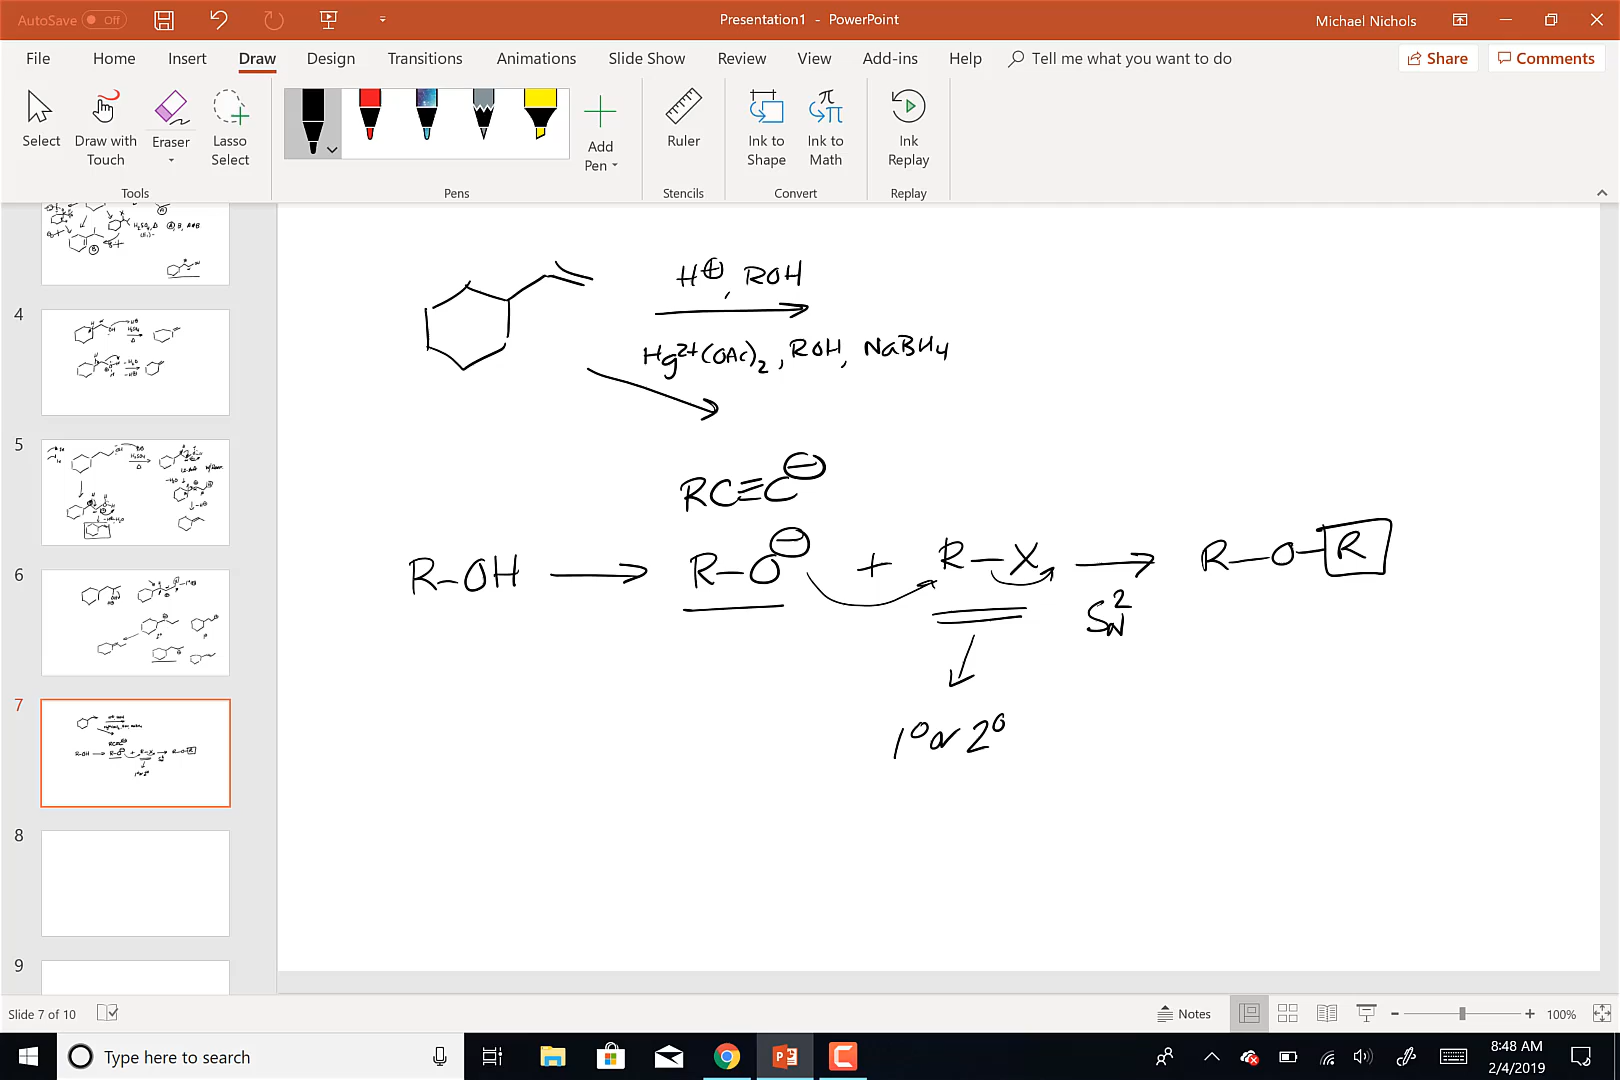 AutoSave Off
Presentation1 - PowerPoint
Michael Nichols
File Home Insert Draw Design Transitions Animations Slide Show Review View Add-ins Help Tell me what you want to do
Share Comments
Select
Draw with Touch
Eraser
Lasso Select
Add Pen
Ruler
Ink to Shape
Ink to Math
Ink Replay
Tools
Pens
Stencils
Convert
Replay
4
5
6
7
8
9
H⊕, ROH
Hg²⁺(OAc)₂, ROH, NaBH₄
RC≡C⊖
R-OH → R-O⊖ + R-X → R-O-R
SN2
1° or 2°
Slide 7 of 10
Notes
100%
Type here to search
8:48 AM
2/4/2019